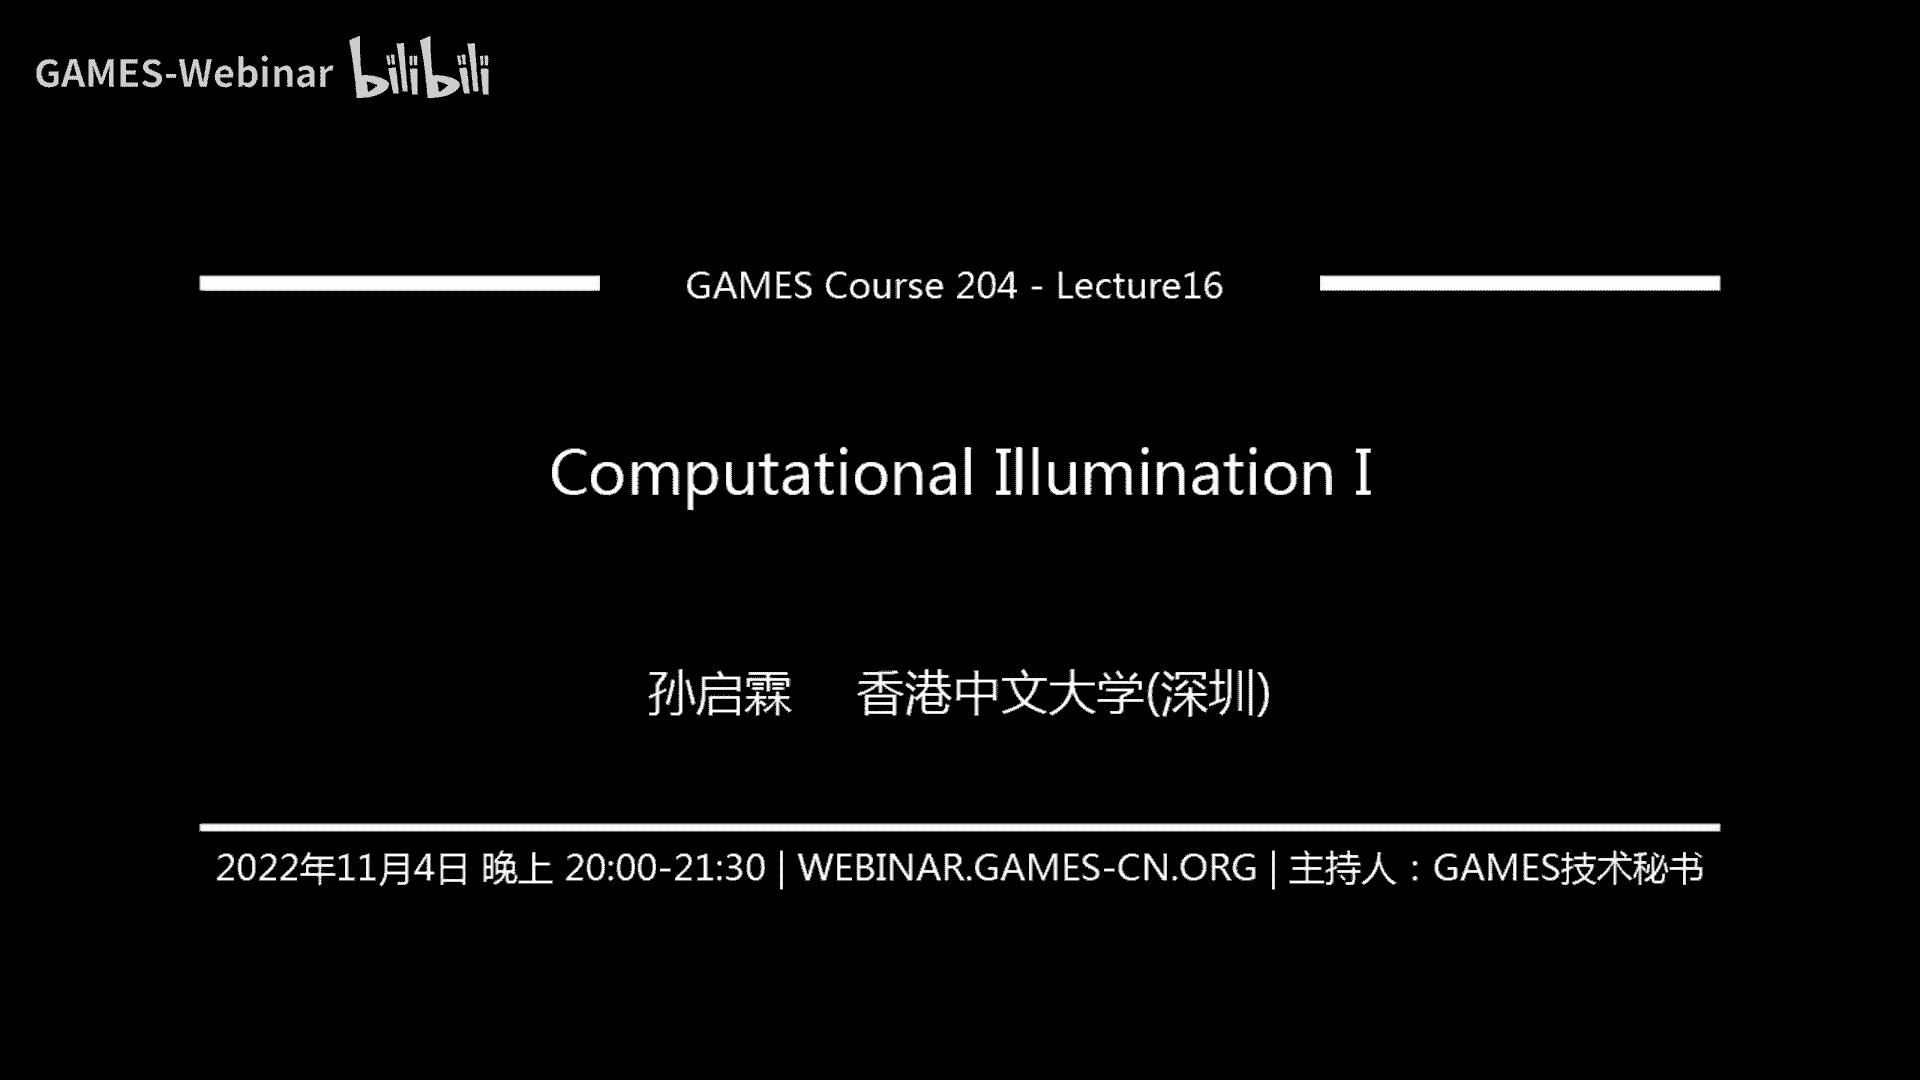 GAMES-Webinar bilibili
GAMES Course 204 - Lecture16
Computational Illumination I
孙启霖 香港中文大学(深圳)
2022年11月4日 晚上 20:00-21:30 | WEBINAR.GAMES-CN.ORG | 主持人：GAMES技术秘书